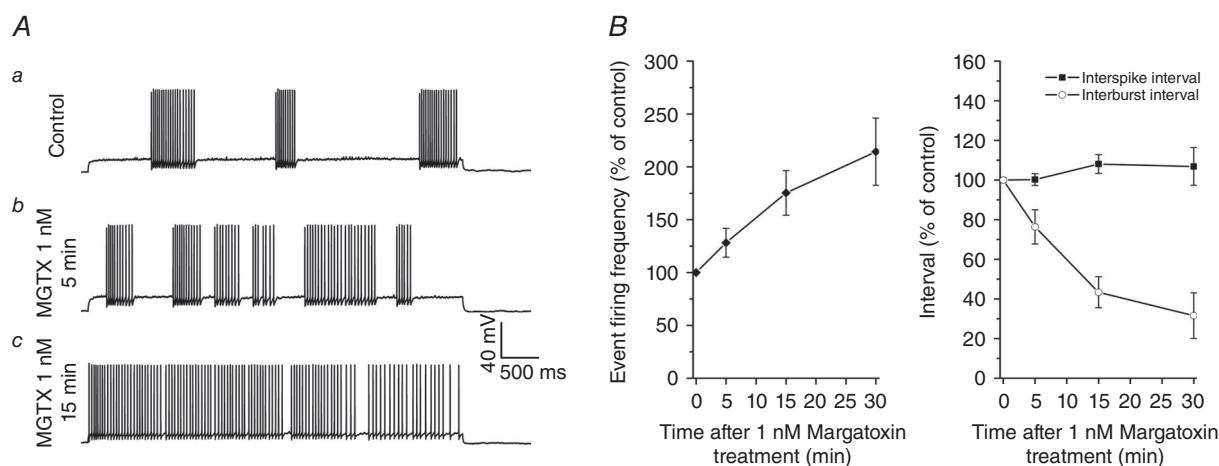 A
a
Control
b
MGTX 1 nM
5 min
c
MGTX 1 nM
15 min
40 mV
500 ms
B
Event firing frequency (% of control)
300
250
200
150
100
50
0
0 5 10 15 20 25 30
Time after 1 nM Margatoxin
treatment (min)
Interval (% of control)
160
140
120
100
80
60
40
20
0
Interspike interval
Interburst interval
0 5 10 15 20 25 30
Time after 1 nM Margatoxin
treatment (min)